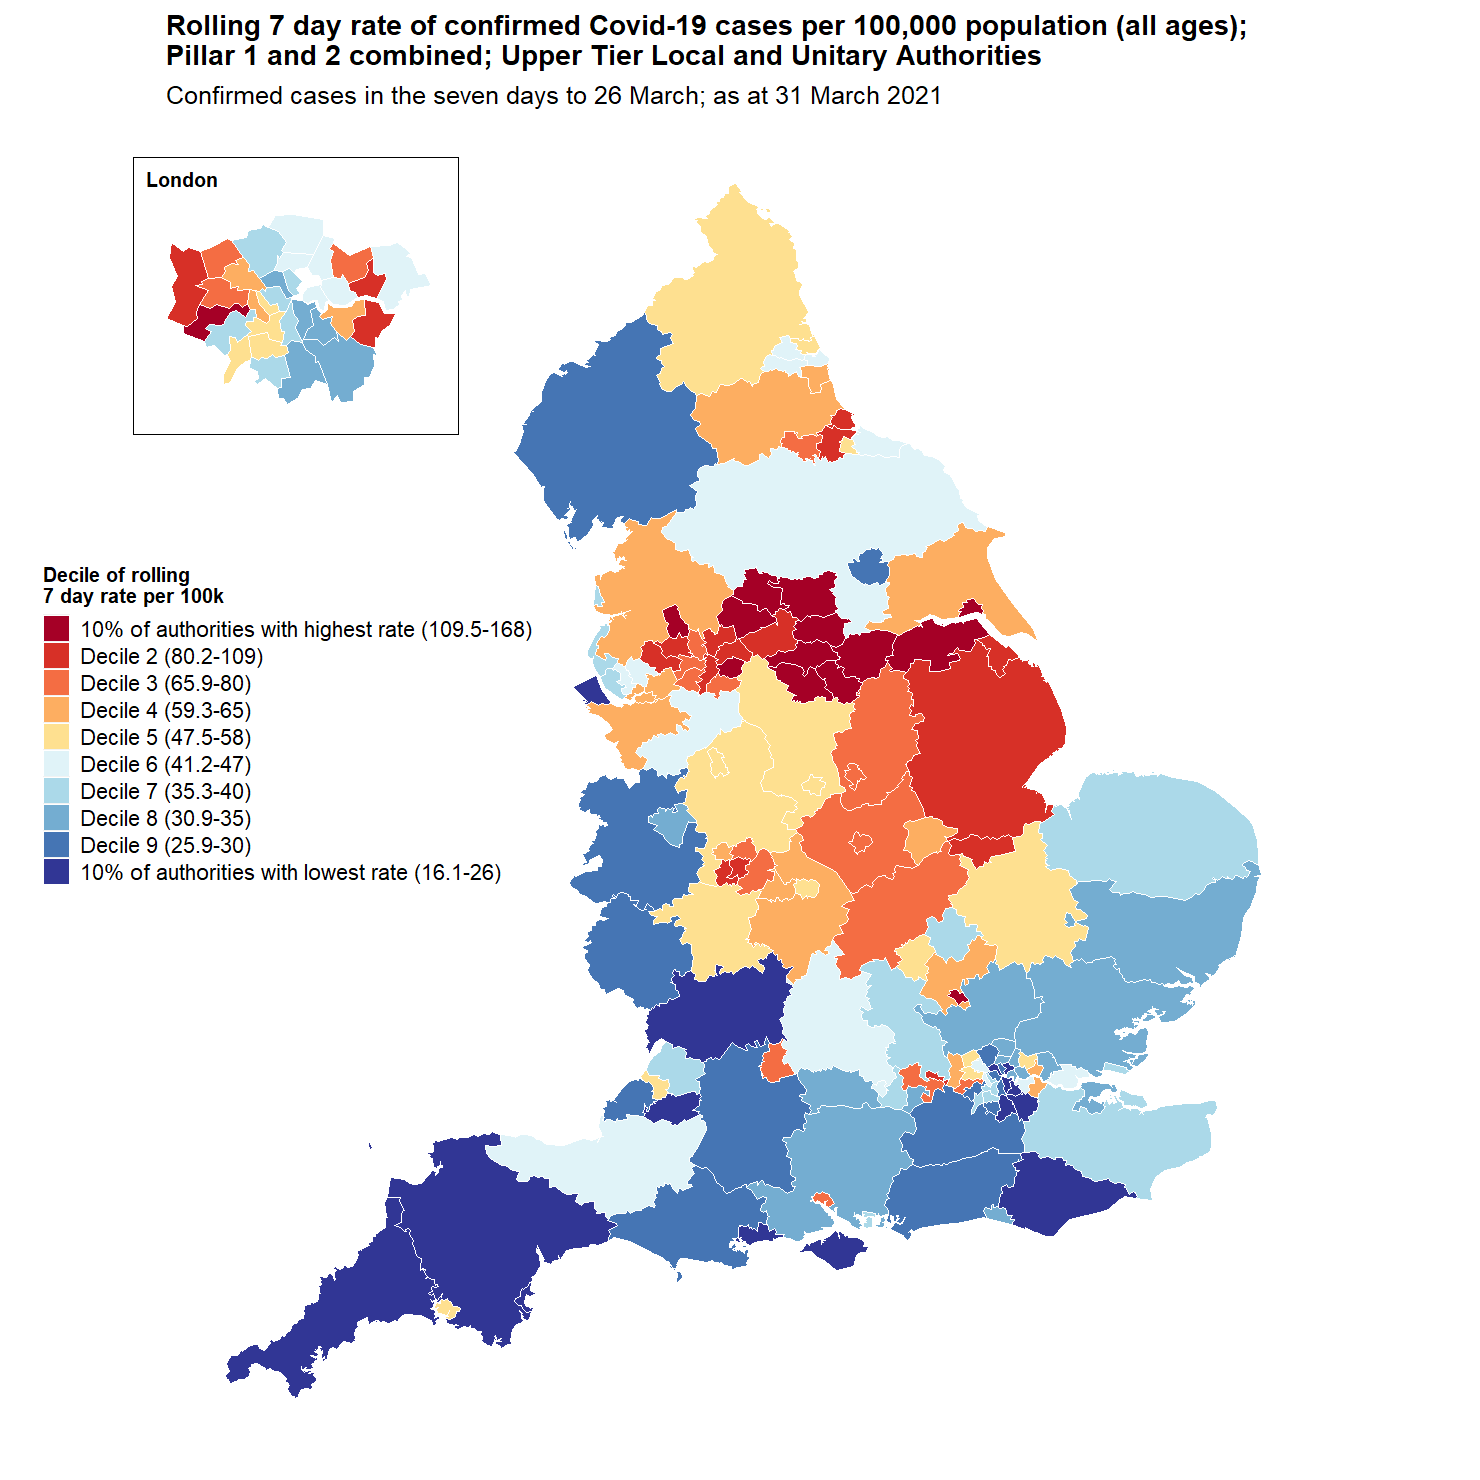 Rolling 7 day rate of confirmed Covid-19 cases per 100,000 population (all ages);
Pillar 1 and 2 combined; Upper Tier Local and Unitary Authorities
Confirmed cases in the seven days to 26 March; as at 31 March 2021
London
Decile of rolling
7 day rate per 100k
10% of authorities with highest rate (109.5-168)
Decile 2 (80.2-109)
Decile 3 (65.9-80)
Decile 4 (59.3-65)
Decile 5 (47.5-58)
Decile 6 (41.2-47)
Decile 7 (35.3-40)
Decile 8 (30.9-35)
Decile 9 (25.9-30)
10% of authorities with lowest rate (16.1-26)